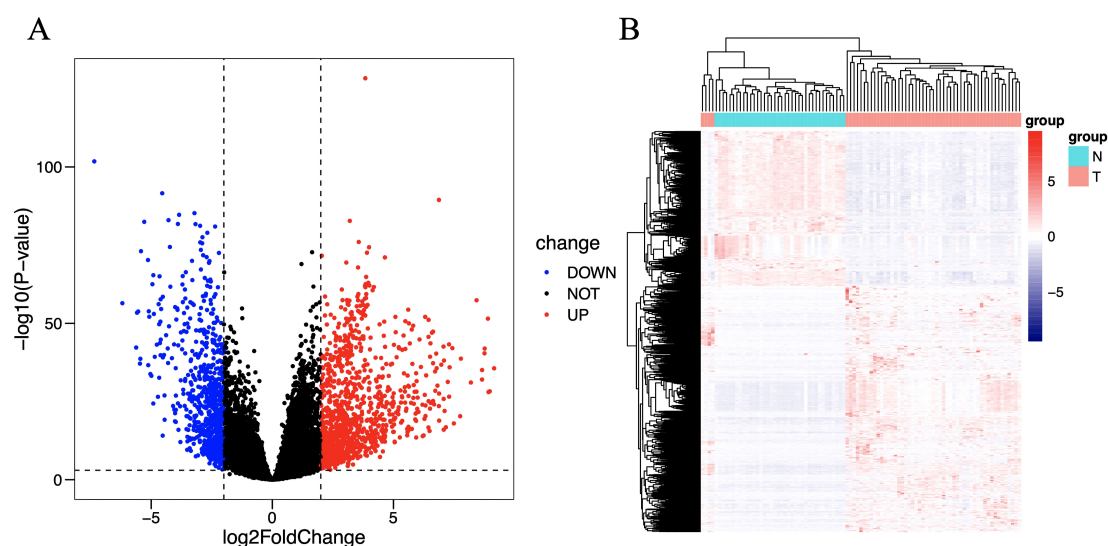 A
−log10(P−value)
100
50
0
−5
0
5
log2FoldChange
change
DOWN
NOT
UP
B
group
5
0
−5
group
N
T